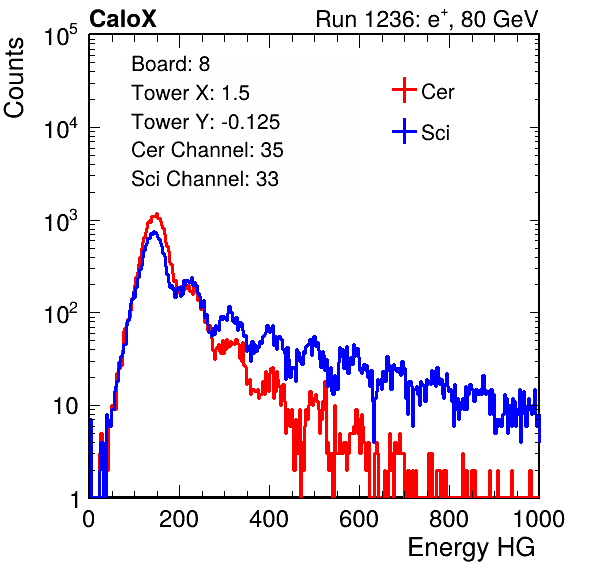 CaloX Run 1236: e⁺, 80 GeV
Counts
Board: 8
Tower X: 1.5
Tower Y: -0.125
Cer Channel: 35
Sci Channel: 33
Cer
Sci
10⁵
10⁴
10³
10²
10
1
0 200 400 600 800 1000
Energy HG